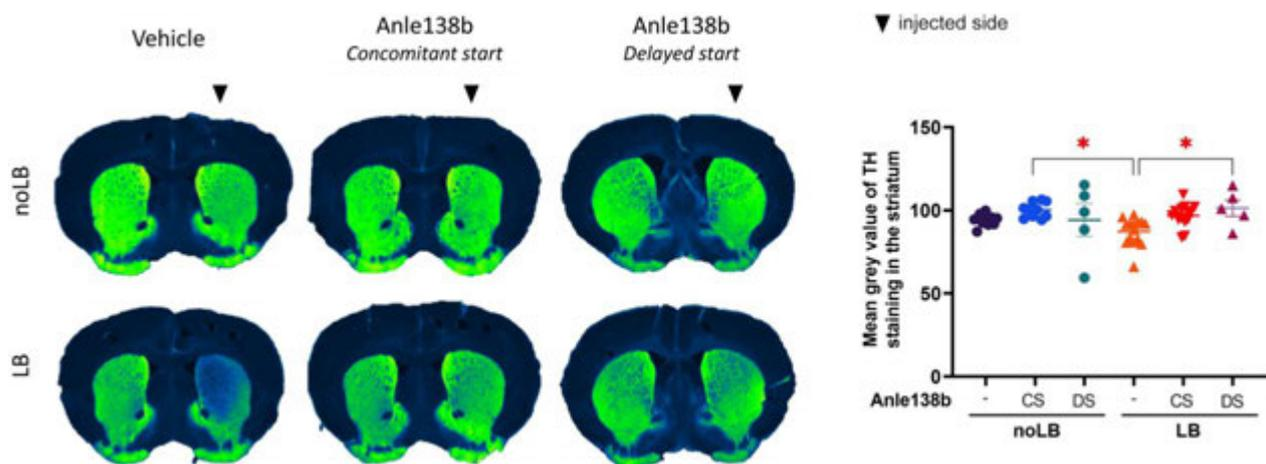 Vehicle
Anle138b
Concomitant start
Anle138b
Delayed start
noLB
LB
injected side
Mean grey value of TH
staining in the striatum
150
100
50
0
*
*
Anle138b - CS DS - CS DS
noLB LB